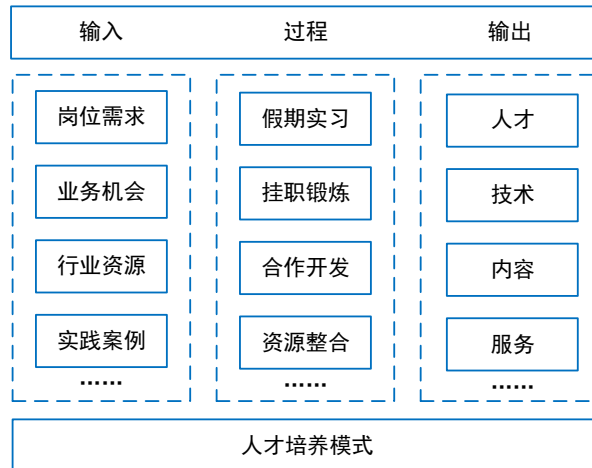 输入 过程 输出
岗位需求 假期实习 人才
业务机会 挂职锻炼 技术
行业资源 合作开发 内容
实践案例 资源整合 服务
…… …… ……
人才培养模式